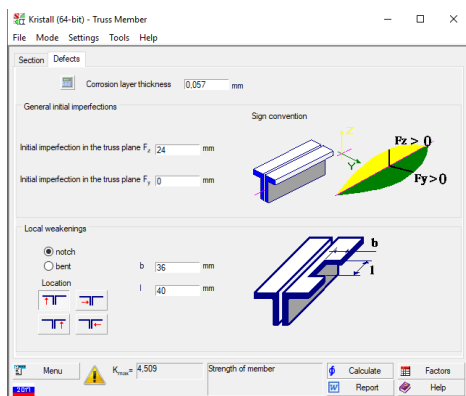 Kristall (64-bit) - Truss Member
File Mode Settings Tools Help
Section Defects
Corrosion layer thickness 0,057 mm
General initial imperfections
Sign convention
Initial imperfection in the truss plane Fz 24 mm
Initial imperfection in the truss plane Fy 0 mm
Z
Y
Fz > 0
Fy>0
Local weakenings
notch
bent
Location
b 36 mm
l 40 mm
b
l
Menu
Kmax= 4,509
Strength of member
Calculate
Factors
Report
Help